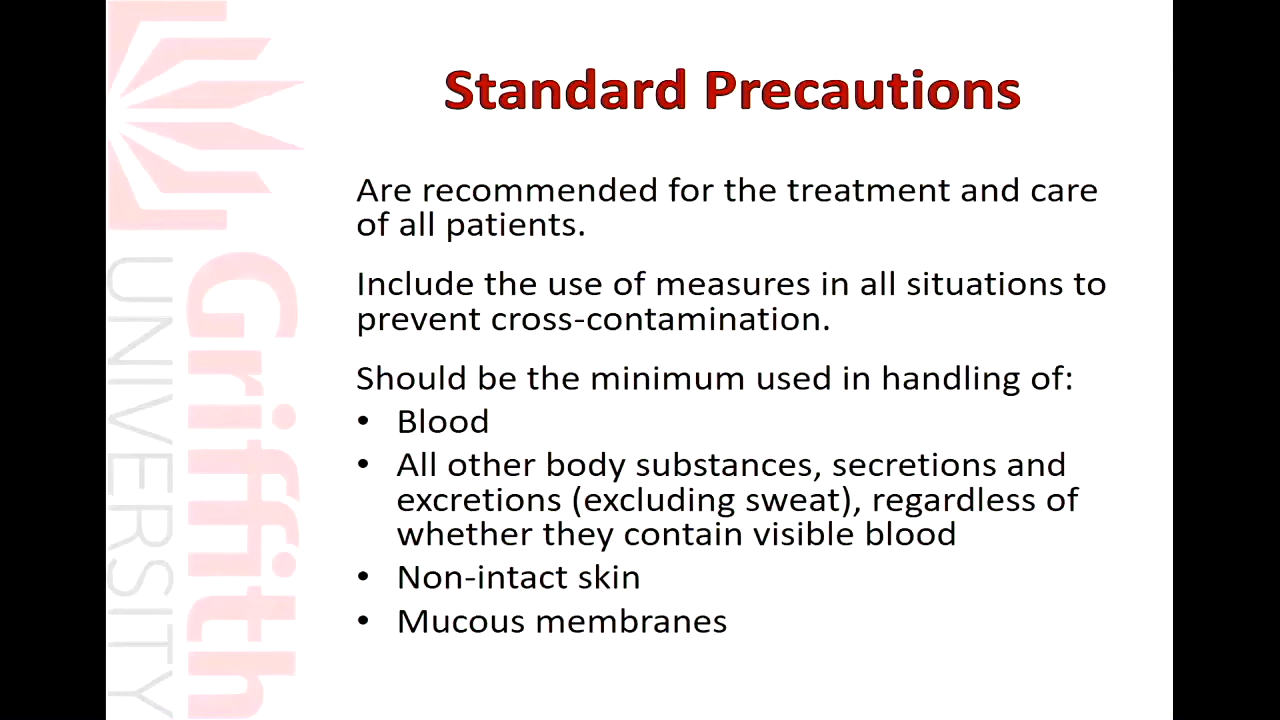 Standard Precautions
Are recommended for the treatment and care
of all patients.
Include the use of measures in all situations to
prevent cross-contamination.
Should be the minimum used in handling of:
• Blood
• All other body substances, secretions and
excretions (excluding sweat), regardless of
whether they contain visible blood
• Non-intact skin
• Mucous membranes
Griffith
UNIVERSITY